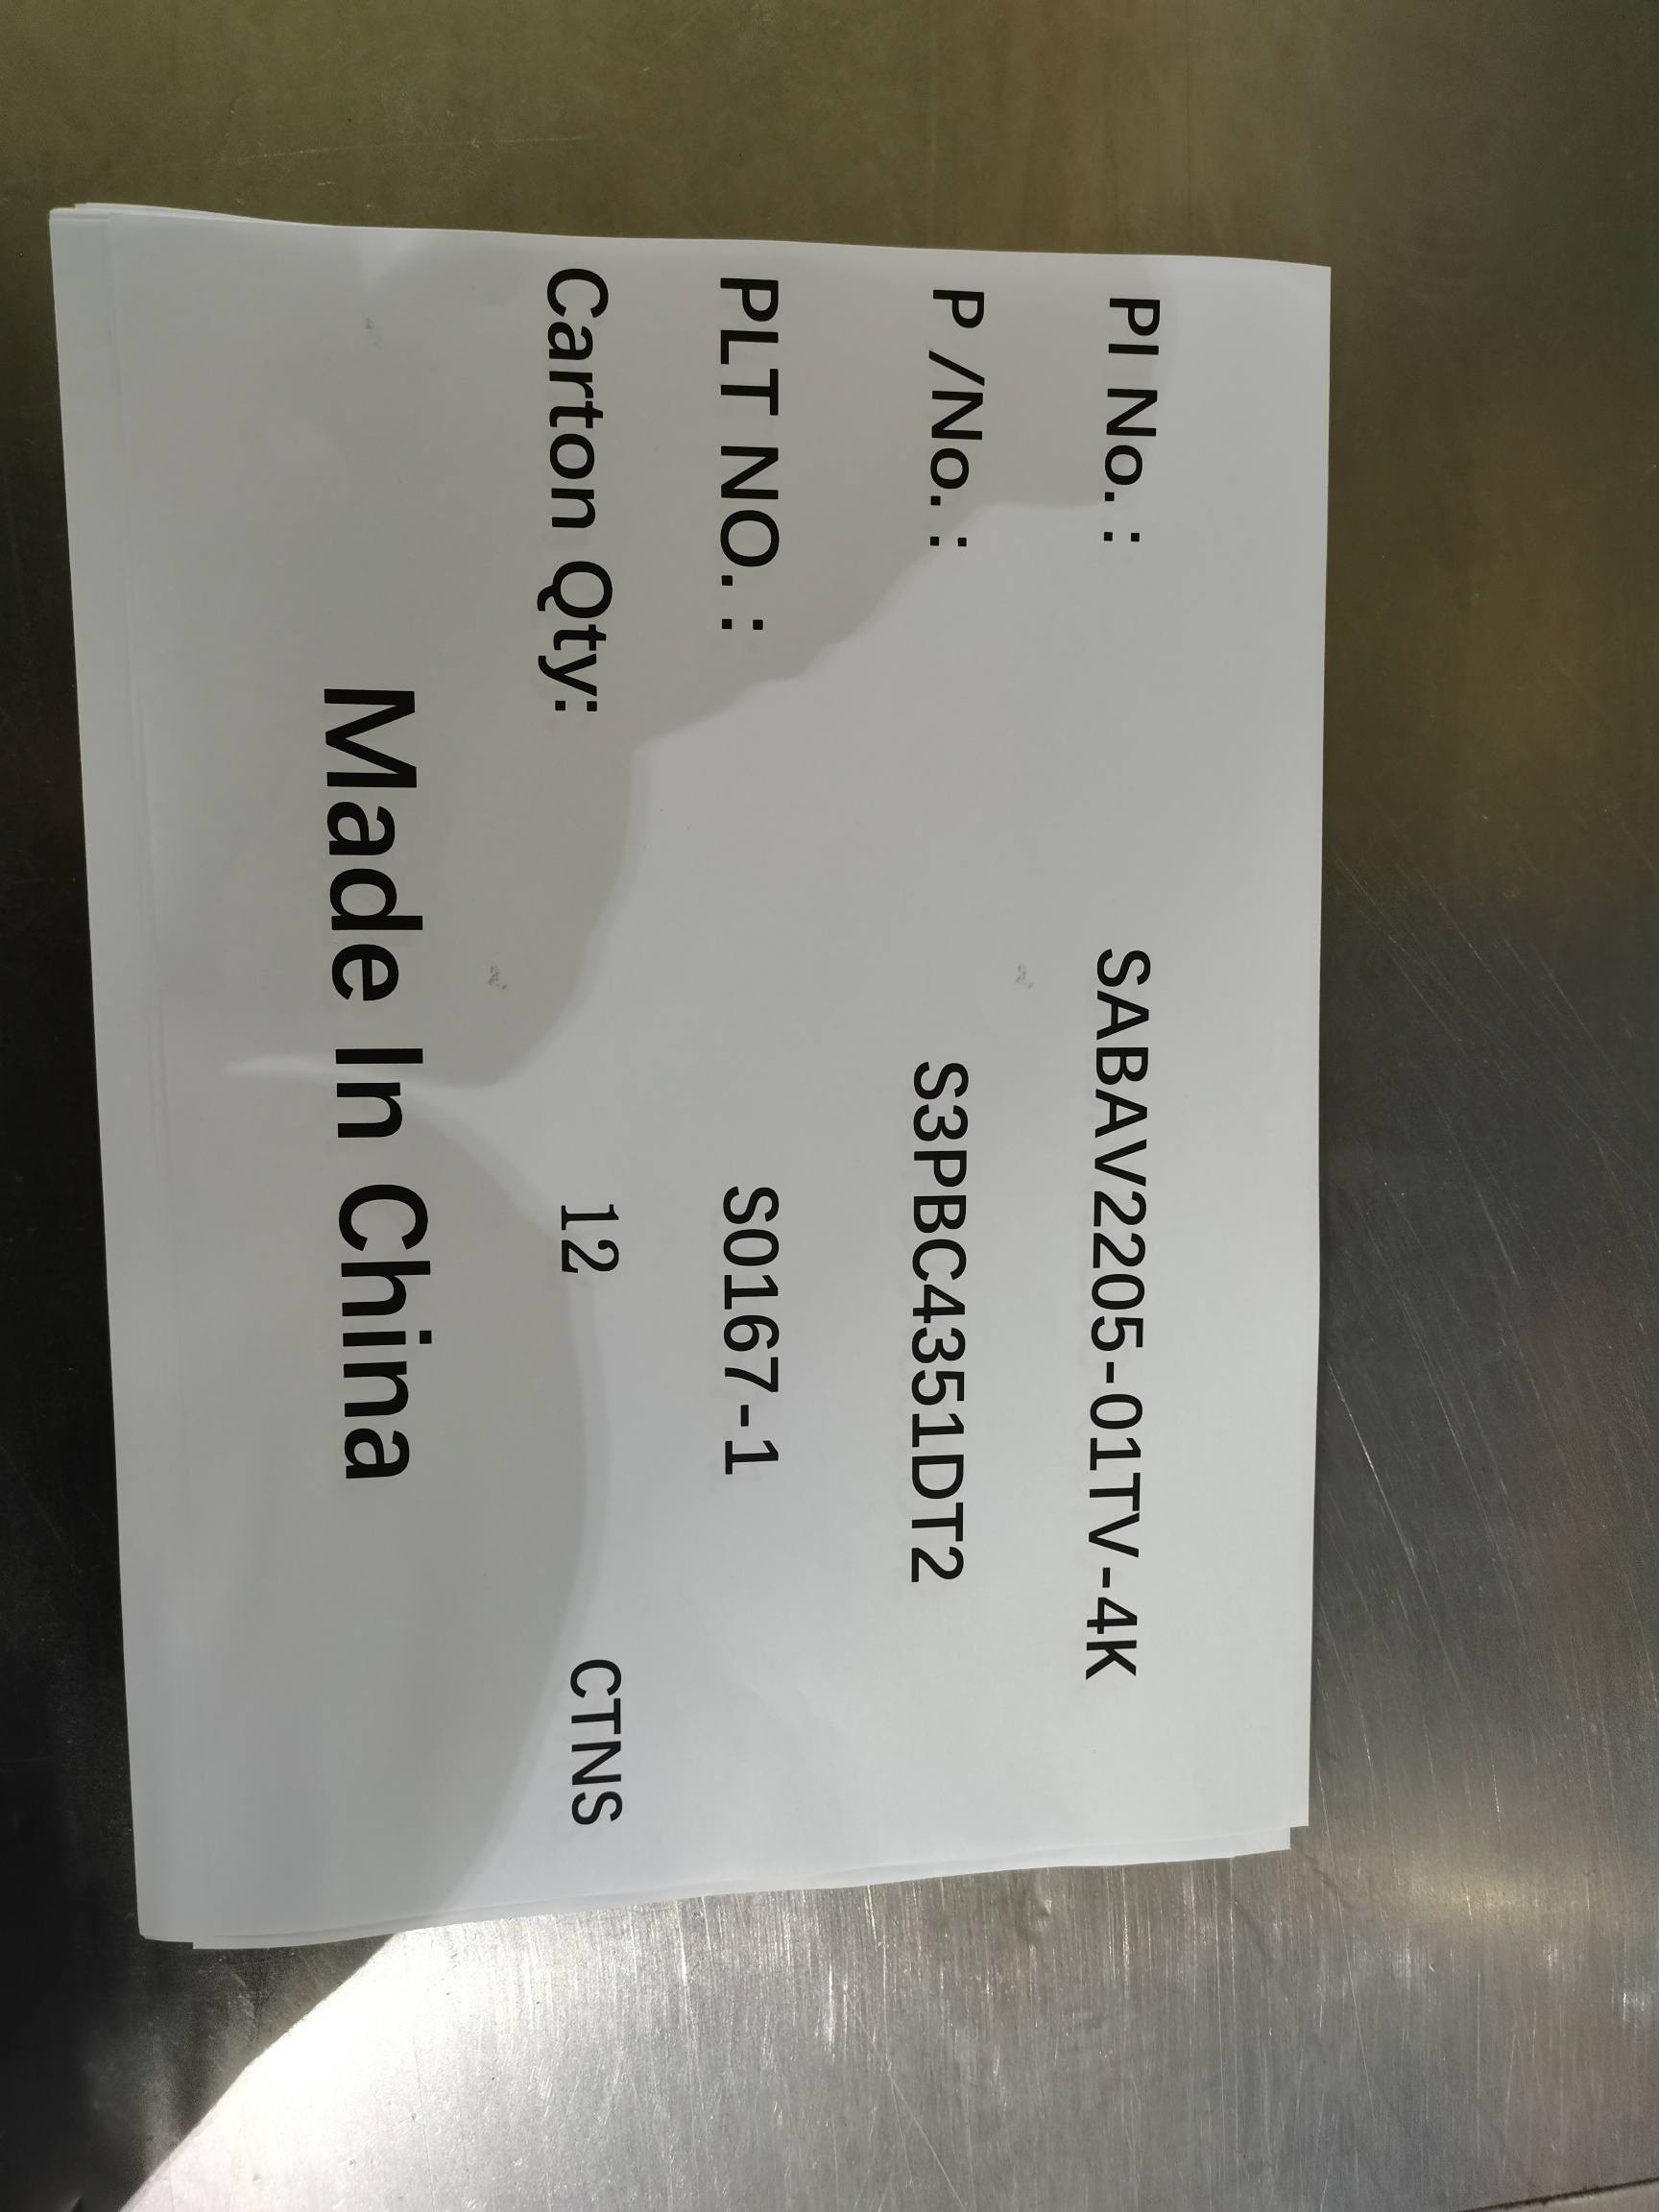 PI No. : SABAV2205-01TV-4K
P /No. : S3PBC4351DT2
PLT NO. : S0167-1
Carton Qty: 12 CTNS
Made In China